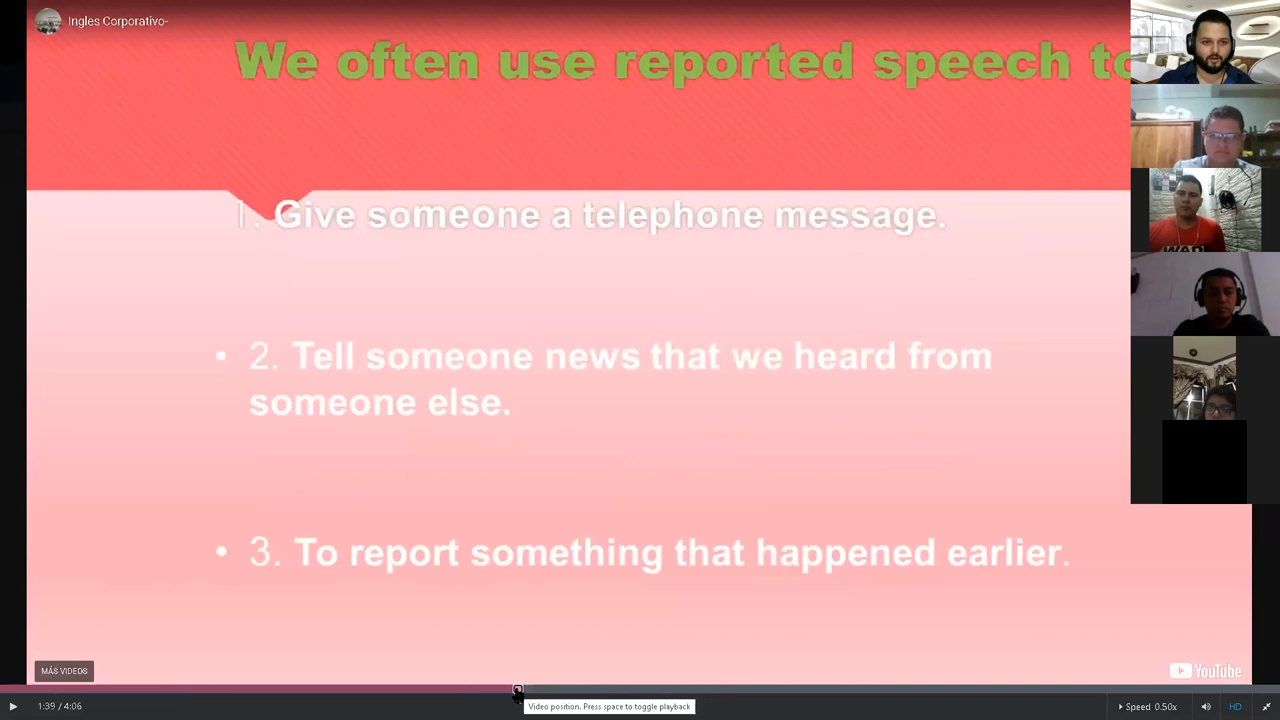 Ingles Corporativo-
We often use reported speech to
1. Give someone a telephone message.
• 2. Tell someone news that we heard from
someone else.
• 3. To report something that happened earlier.
MÁS VIDEOS
YouTube
Video position. Press space to toggle playback
1:39 / 4:06
Speed 0.50x
HD